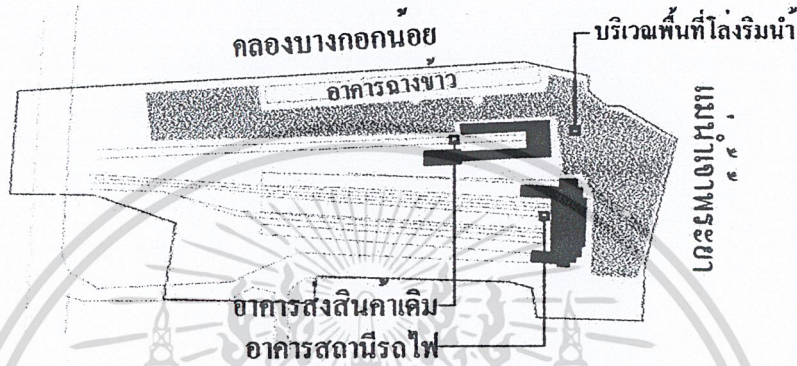 คลองบางกอกน้อย
บริเวณพื้นที่โล่งริมน้ำ
อาคารฉางข้าว
แม่น้ำเจ้าพระยา
อาคารส่งสินค้าเดิม
อาคารสถานีรถไฟ